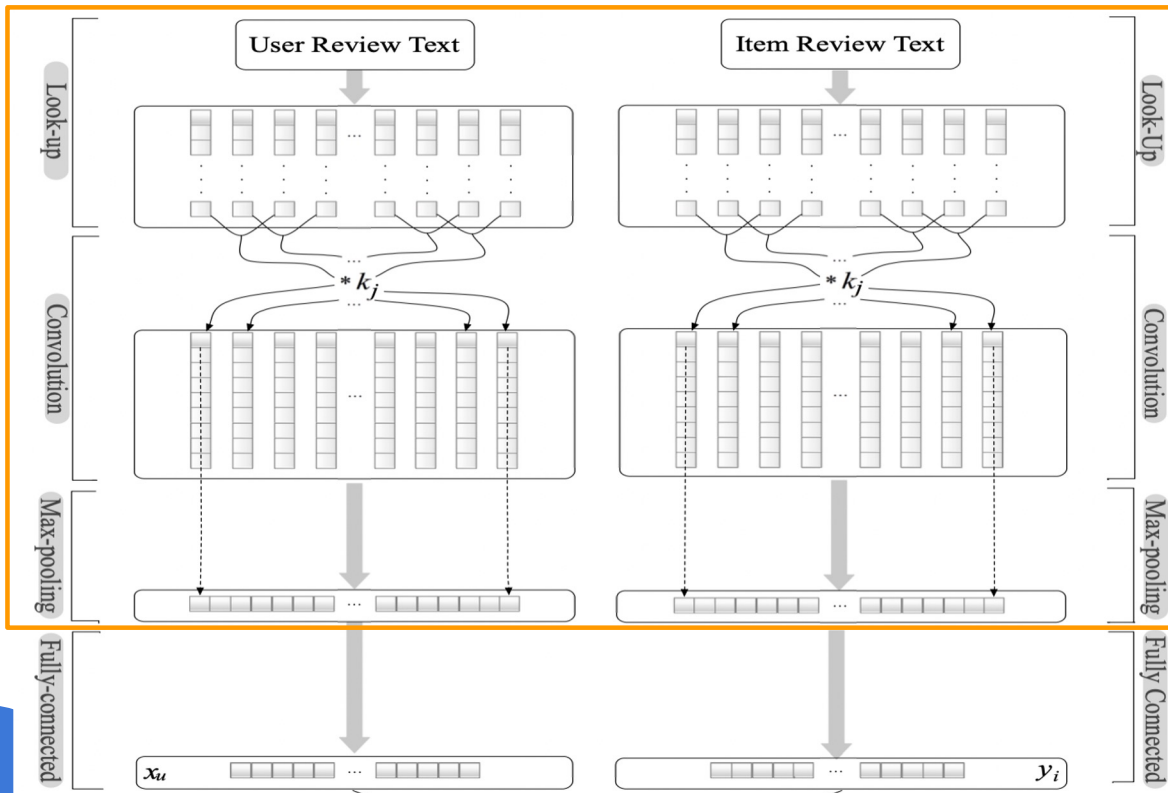 User Review Text
Item Review Text
Look-up
Look-Up
...
...
...
...
* k_j
* k_j
...
...
Convolution
Convolution
...
...
Max-pooling
Max-pooling
...
...
Fully-connected
Fully Connected
x_u
...
...
y_i